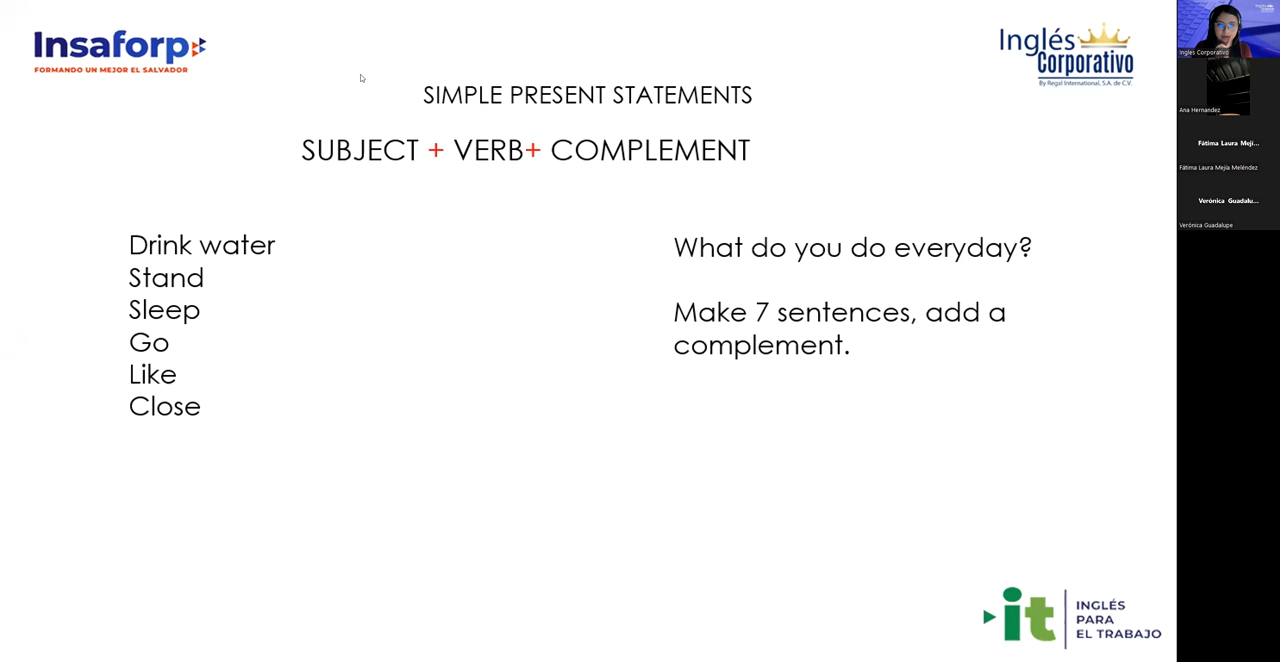 Insaforp
FORMANDO UN MEJOR EL SALVADOR
Inglés
Corporativo
By Regal International, S.A. de C.V.
SIMPLE PRESENT STATEMENTS
SUBJECT + VERB+ COMPLEMENT
Drink water
Stand
Sleep
Go
Like
Close
What do you do everyday?
Make 7 sentences, add a
complement.
it
INGLÉS
PARA
EL TRABAJO
Inglés Corporativo
Ana Hernandez
Fátima Laura Mejí...
Fátima Laura Mejía Meléndez
Verónica Guadalu...
Verónica Guadalupe